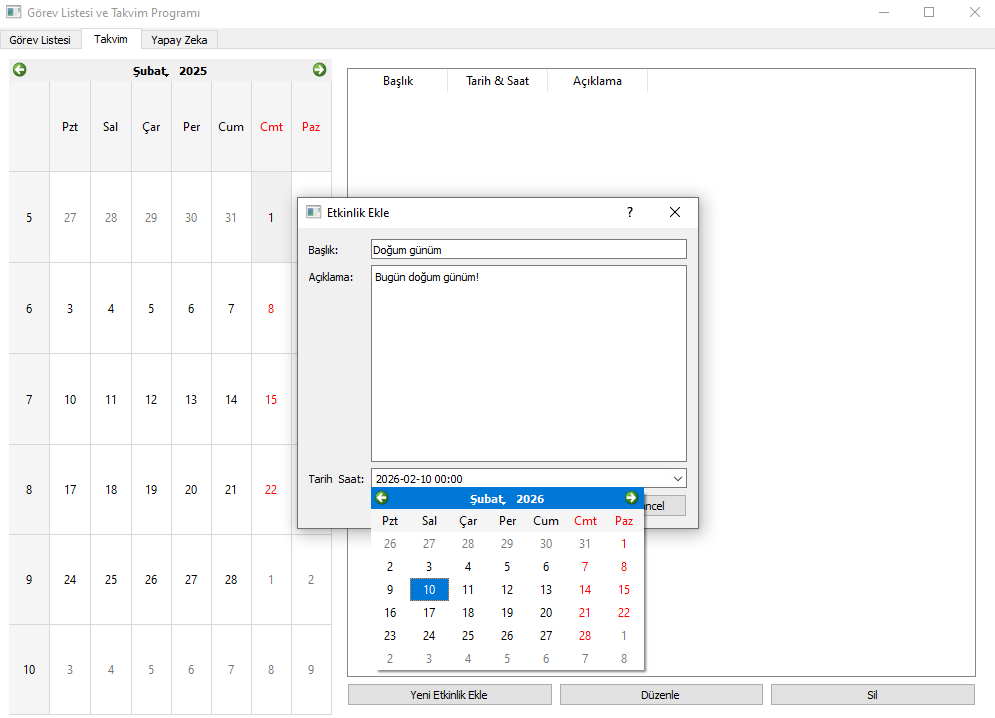 Görev Listesi ve Takvim Programı
Görev Listesi Takvim Yapay Zeka
Şubat, 2025
Pzt Sal Çar Per Cum Cmt Paz
5 27 28 29 30 31 1
6 3 4 5 6 7 8
7 10 11 12 13 14 15
8 17 18 19 20 21 22
9 24 25 26 27 28 1 2
10 3 4 5 6 7 8 9
Başlık Tarih & Saat Açıklama
Etkinlik Ekle ?
Başlık: Doğum günüm
Açıklama: Bugün doğum günüm!
Tarih Saat: 2026-02-10 00:00
ncel
Şubat, 2026
Pzt Sal Çar Per Cum Cmt Paz
26 27 28 29 30 31 1
2 3 4 5 6 7 8
9 10 11 12 13 14 15
16 17 18 19 20 21 22
23 24 25 26 27 28 1
2 3 4 5 6 7 8
Yeni Etkinlik Ekle Düzenle Sil